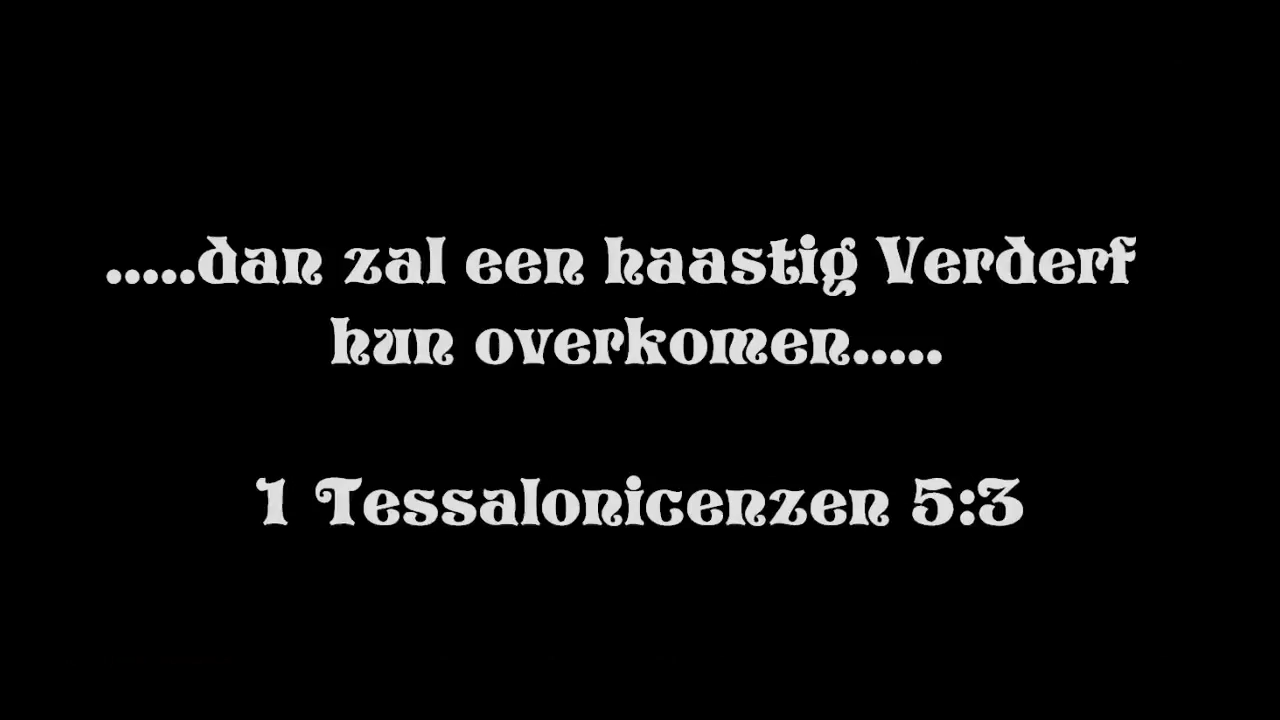 .....dan zal een haastig Verderf
hun overkomen.....
1 Tessalonicenzen 5:3